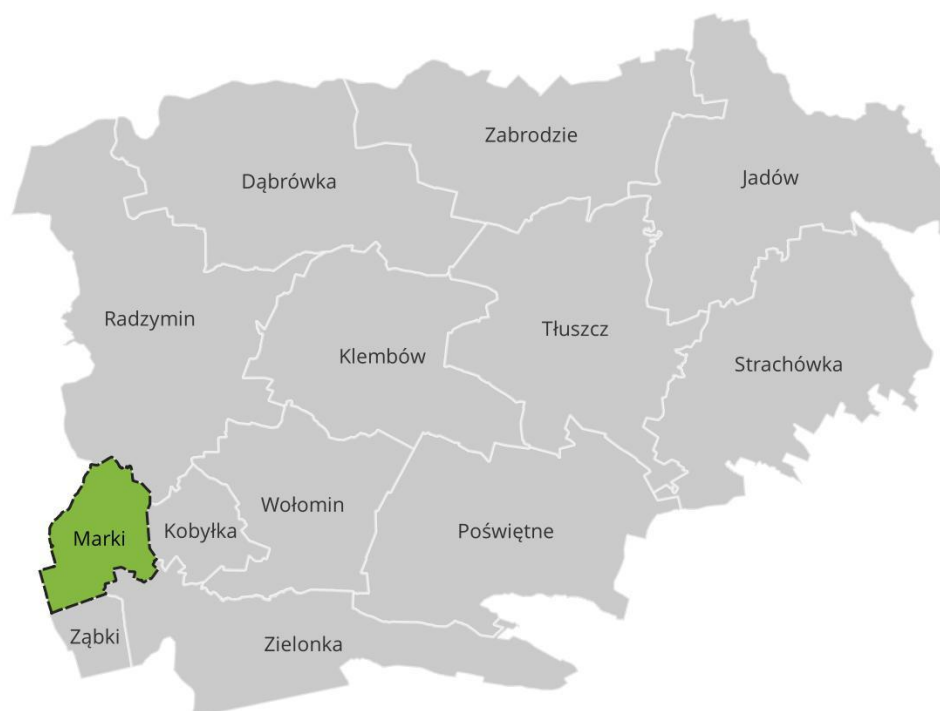 Zabrodzie
Dąbrówka
Jadów
Radzymin
Tłuszcz
Klembów
Strachówka
Wołomin
Kobyłka
Marki
Poświętne
Ząbki
Zielonka